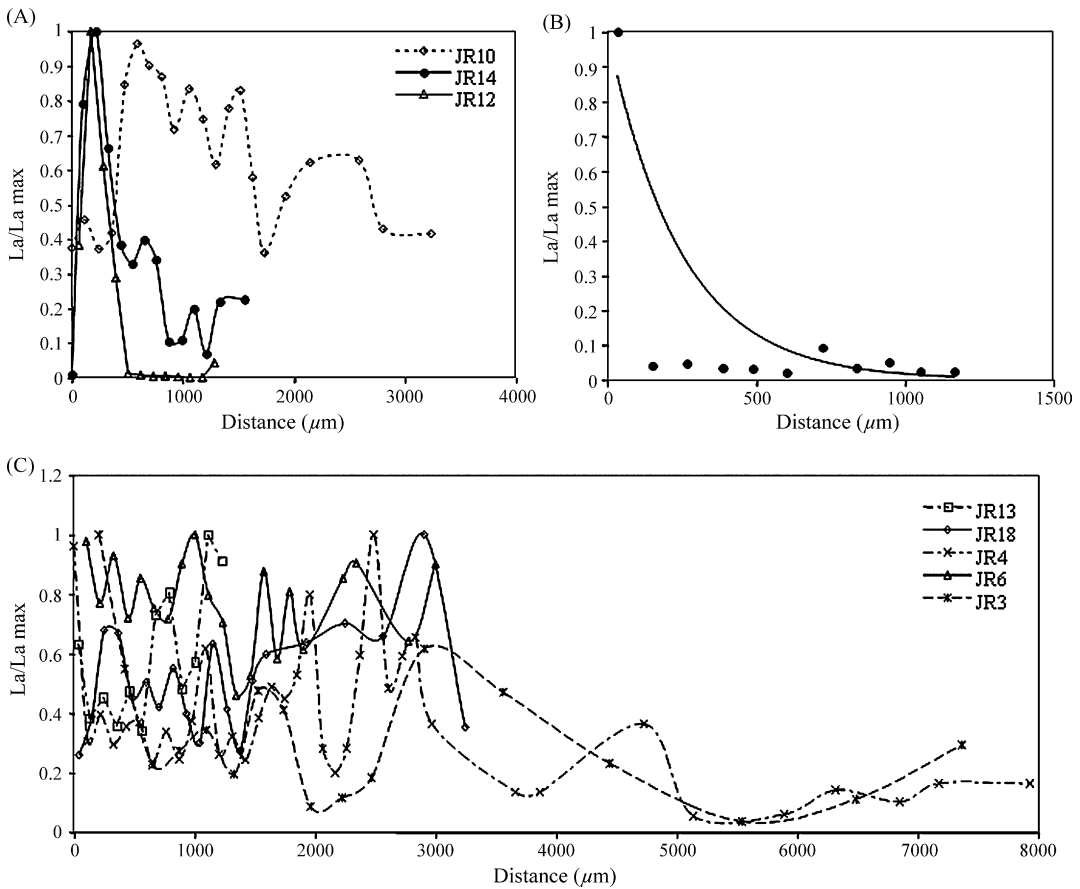 (A)
La/La max
1
0.9
0.8
0.7
0.6
0.5
0.4
0.3
0.2
0.1
0
0 1000 2000 3000 4000
Distance (µm)
JR10
JR14
JR12
(B)
La/La max
1
0.9
0.8
0.7
0.6
0.5
0.4
0.3
0.2
0.1
0
0 500 1000 1500
Distance (µm)
(C)
La/La max
1.2
1
0.8
0.6
0.4
0.2
0
0 1000 2000 3000 4000 5000 6000 7000 8000
Distance (µm)
JR13
JR18
JR4
JR6
JR3